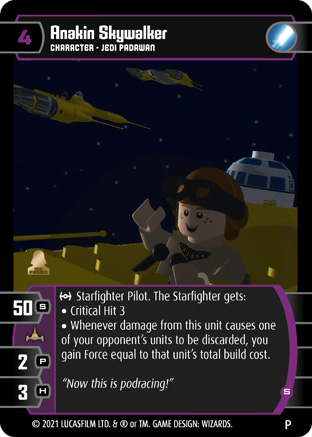 4
Anakin Skywalker
CHARACTER - JEDI PADAWAN
50 S
2 P
3 H
Starfighter Pilot. The Starfighter gets:
• Critical Hit 3
• Whenever damage from this unit causes one
of your opponent's units to be discarded, you
gain Force equal to that unit's total build cost.
"Now this is podracing!"
S
© 2021 LUCASFILM LTD. & ® or TM. GAME DESIGN: WIZARDS.
P